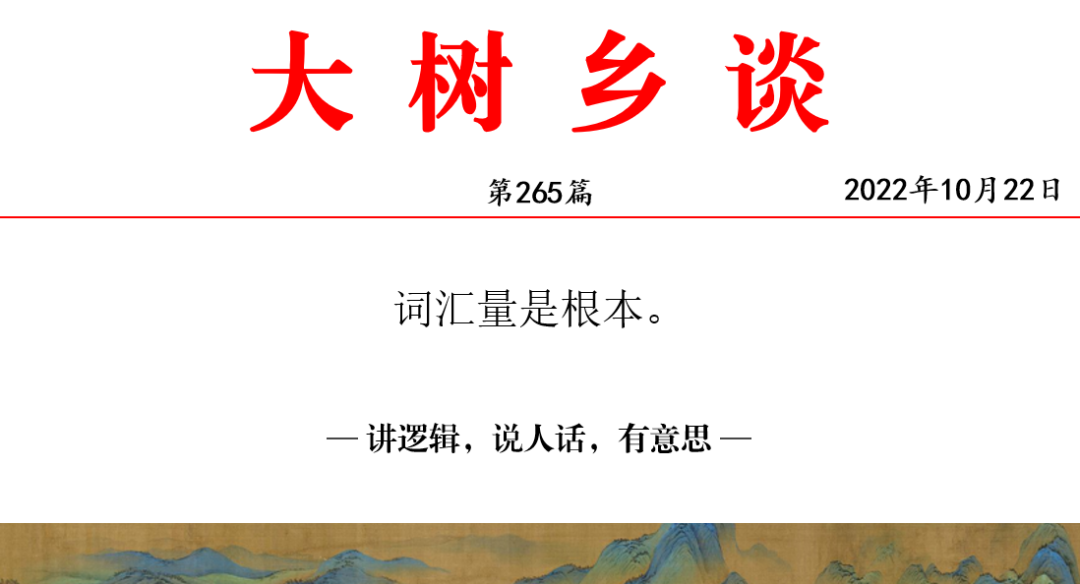 大树乡谈
第265篇
2022年10月22日
词汇量是根本。
— 讲逻辑，说人话，有意思 —